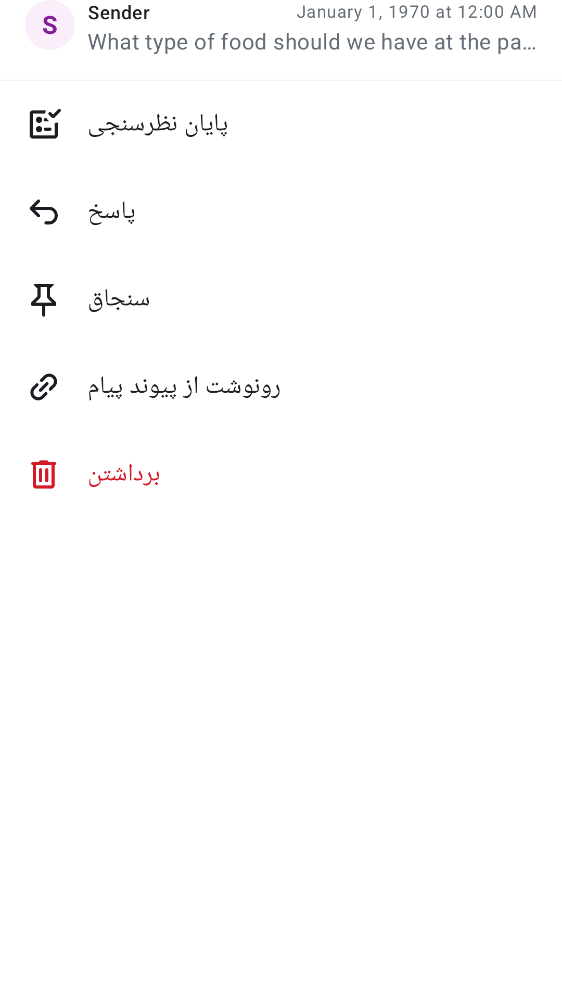 S
Sender
January 1, 1970 at 12:00 AM
What type of food should we have at the pa…
پایان نظرسنجی
پاسخ
سنجاق
رونوشت از پیوند پیام
برداشتن